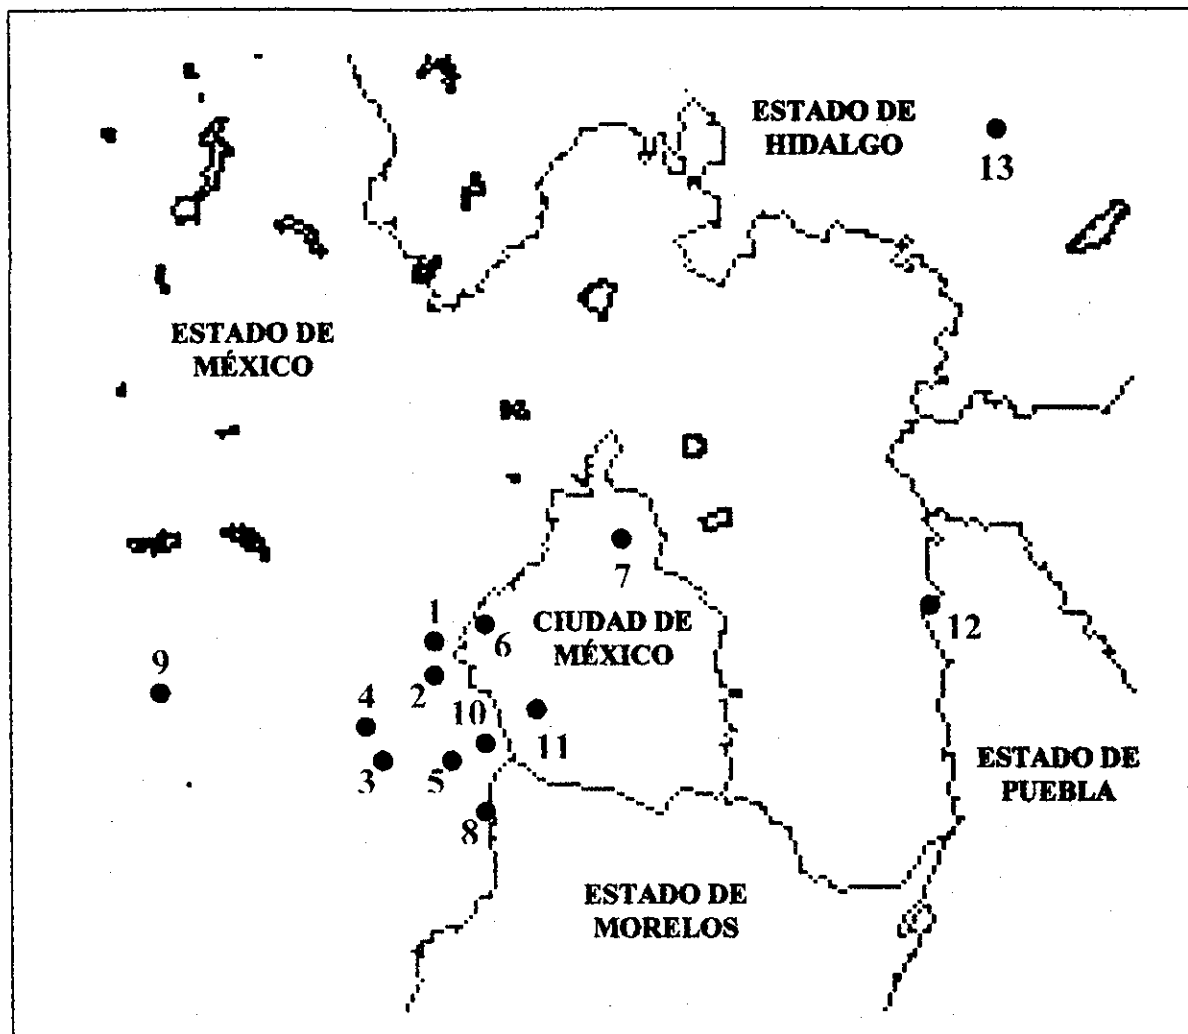 ESTADO DE
HIDALGO
13
ESTADO DE
MÉXICO
7
1
6
CIUDAD DE
MÉXICO
12
9
2
4
10
11
3
5
ESTADO DE
PUEBLA
8
ESTADO DE
MORELOS